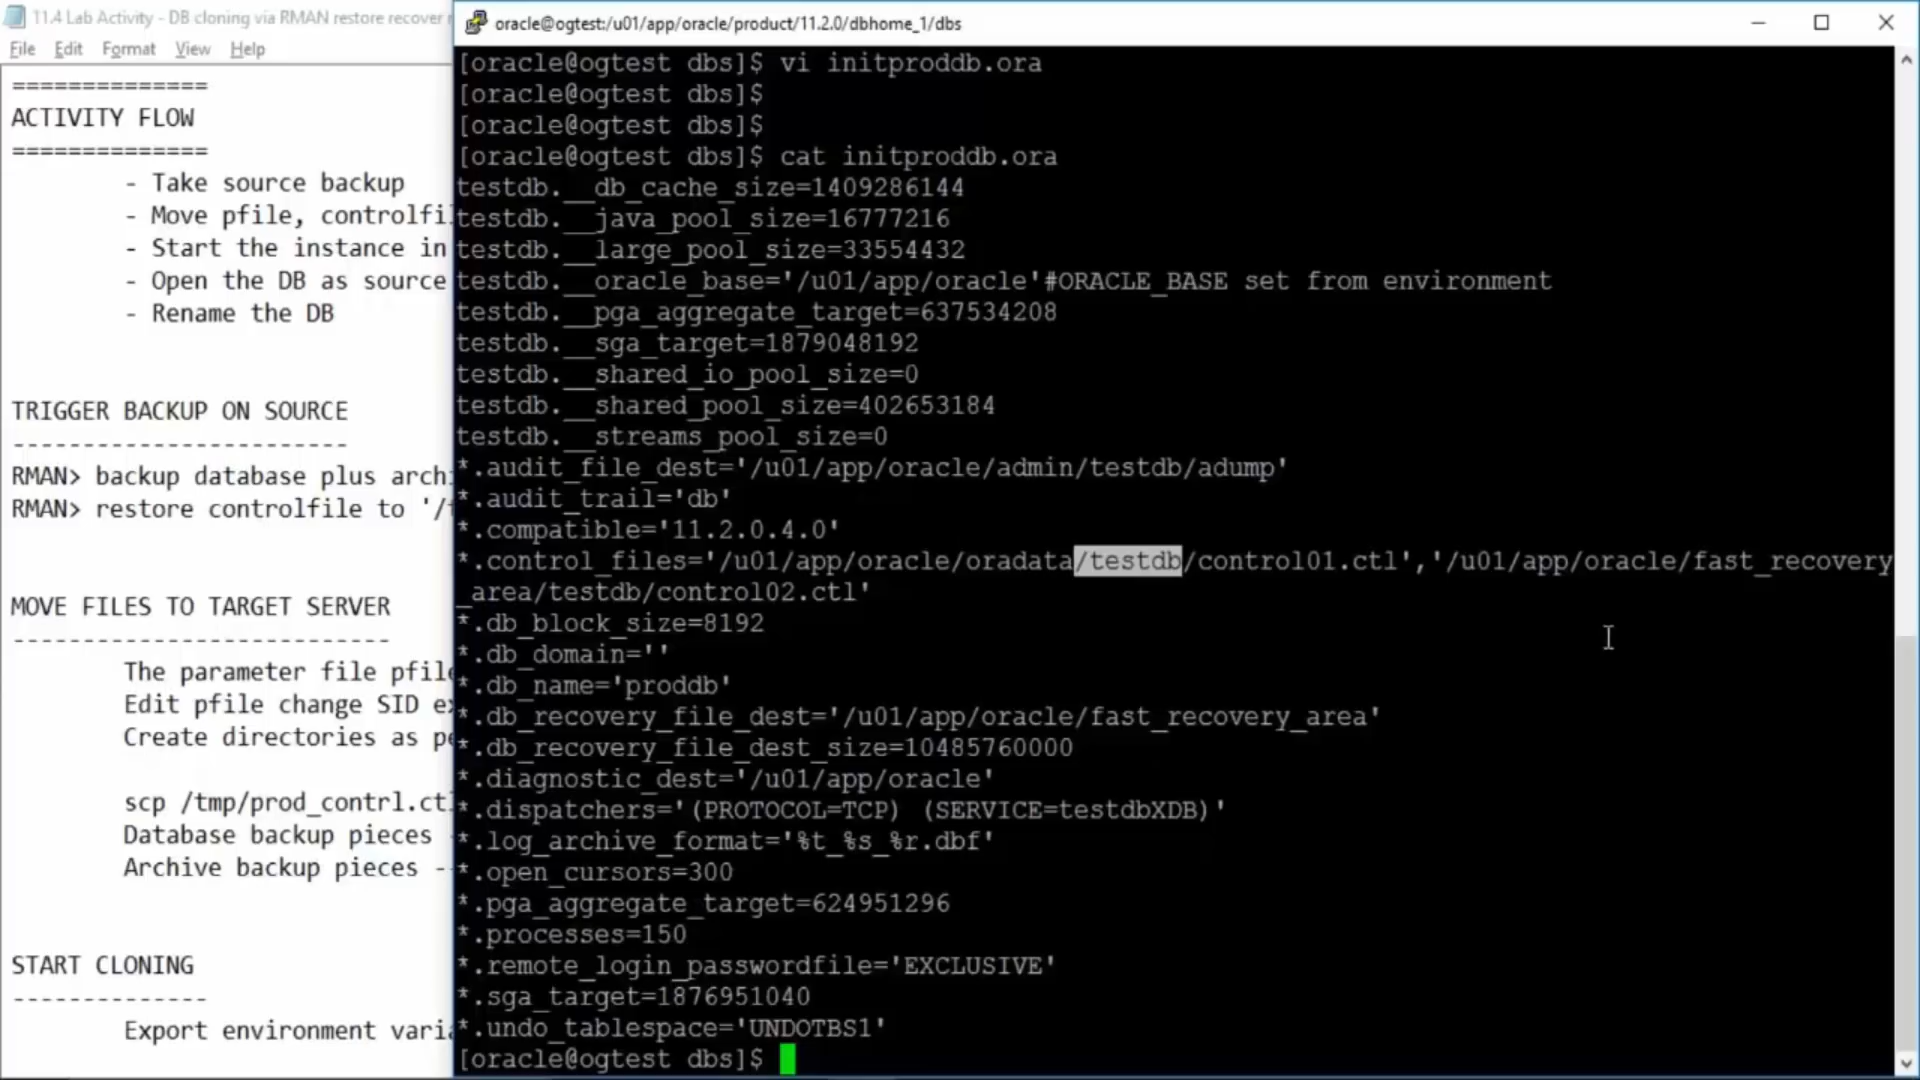 11.4 Lab Activity - DB cloning via RMAN restore recover
File Edit Format View Help
==============
ACTIVITY FLOW
==============
- Take source backup
- Move pfile, controlfil
- Start the instance in
- Open the DB as source
- Rename the DB
TRIGGER BACKUP ON SOURCE
------------------------
RMAN> backup database plus archi
RMAN> restore controlfile to '/t
MOVE FILES TO TARGET SERVER
---------------------------
The parameter file pfile
Edit pfile change SID ex
Create directories as pe
scp /tmp/prod_contrl.ctl
Database backup pieces -
Archive backup pieces --
START CLONING
--------------
Export environment varia
oracle@ogtest:/u01/app/oracle/product/11.2.0/dbhome_1/dbs
[oracle@ogtest dbs]$ vi initproddb.ora
[oracle@ogtest dbs]$
[oracle@ogtest dbs]$
[oracle@ogtest dbs]$ cat initproddb.ora
testdb.__db_cache_size=1409286144
testdb.__java_pool_size=16777216
testdb.__large_pool_size=33554432
testdb.__oracle_base='/u01/app/oracle'#ORACLE_BASE set from environment
testdb.__pga_aggregate_target=637534208
testdb.__sga_target=1879048192
testdb.__shared_io_pool_size=0
testdb.__shared_pool_size=402653184
testdb.__streams_pool_size=0
*.audit_file_dest='/u01/app/oracle/admin/testdb/adump'
*.audit_trail='db'
*.compatible='11.2.0.4.0'
*.control_files='/u01/app/oracle/oradata/testdb/control01.ctl','/u01/app/oracle/fast_recovery
_area/testdb/control02.ctl'
*.db_block_size=8192
*.db_domain=''
*.db_name='proddb'
*.db_recovery_file_dest='/u01/app/oracle/fast_recovery_area'
*.db_recovery_file_dest_size=10485760000
*.diagnostic_dest='/u01/app/oracle'
*.dispatchers='(PROTOCOL=TCP) (SERVICE=testdbXDB)'
*.log_archive_format='%t_%s_%r.dbf'
*.open_cursors=300
*.pga_aggregate_target=624951296
*.processes=150
*.remote_login_passwordfile='EXCLUSIVE'
*.sga_target=1876951040
*.undo_tablespace='UNDOTBS1'
[oracle@ogtest dbs]$